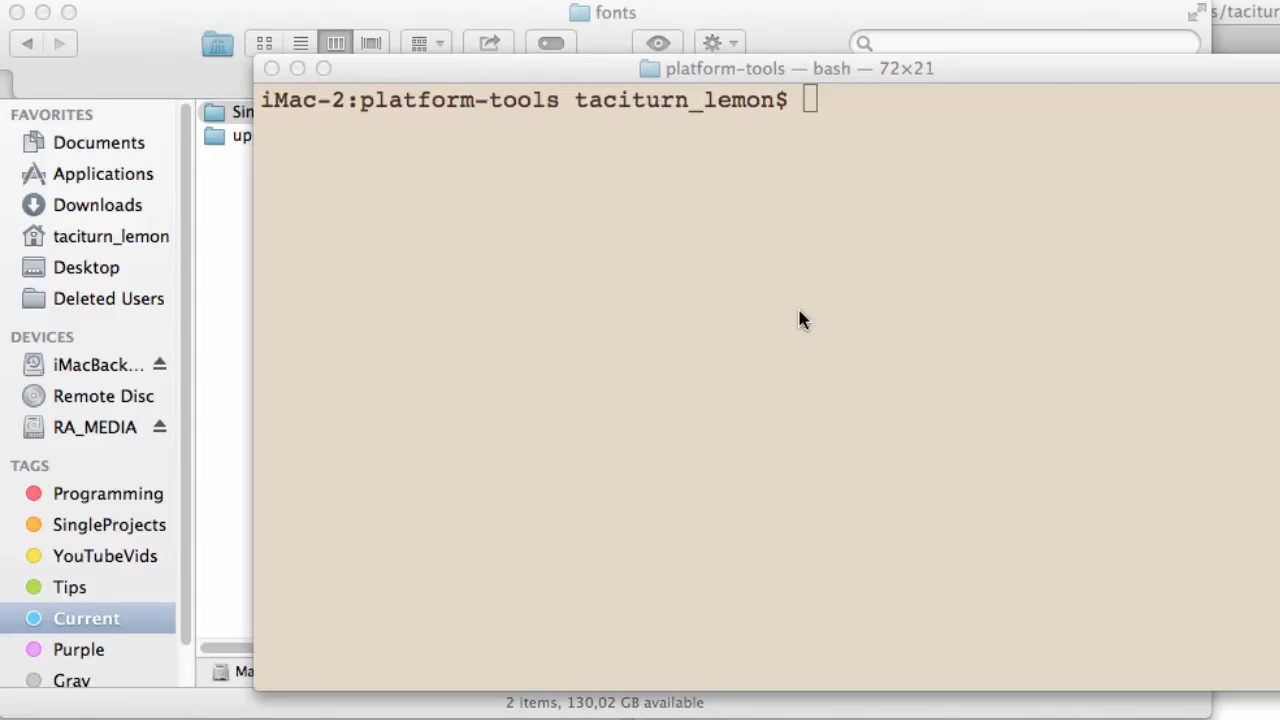 fonts
s/tacitur
platform-tools — bash — 72×21
iMac-2:platform-tools taciturn_lemon$
FAVORITES
Documents
Applications
Downloads
taciturn_lemon
Desktop
Deleted Users
DEVICES
iMacBack...
Remote Disc
RA_MEDIA
TAGS
Programming
SingleProjects
YouTubeVids
Tips
Current
Purple
Gray
Sin
up
Ma
2 items, 130,02 GB available